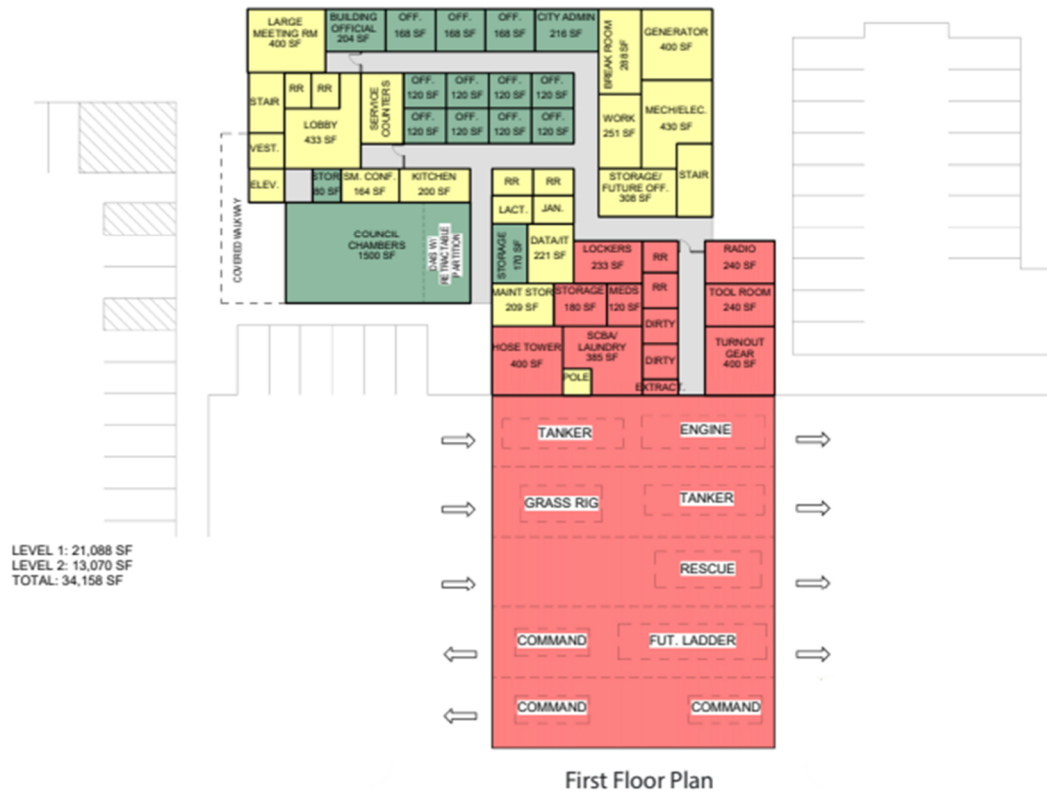 LARGE
MEETING RM
400 SF
BUILDING
OFFICIAL
204 SF
OFF.
168 SF
OFF.
168 SF
OFF.
168 SF
CITY ADMIN
216 SF
BREAK ROOM
288 SF
GENERATOR
400 SF
STAIR
RR
RR
LOBBY
433 SF
SERVICE
COUNTERS
OFF.
120 SF
OFF.
120 SF
OFF.
120 SF
OFF.
120 SF
OFF.
120 SF
OFF.
120 SF
OFF.
120 SF
OFF.
120 SF
WORK
251 SF
MECH/ELEC.
430 SF
VEST.
ELEV.
STOR
80 SF
SM. CONF.
164 SF
KITCHEN
200 SF
RR
RR
STORAGE/
FUTURE OFF.
308 SF
STAIR
LACT.
JAN.
COVERED WALKWAY
COUNCIL
CHAMBERS
1500 SF
DAIS W/
RETRACTABLE
PARTITION
STORAGE
170 SF
DATA/IT
221 SF
LOCKERS
233 SF
RR
RADIO
240 SF
MAINT STOR
209 SF
STORAGE
180 SF
MEDS
120 SF
RR
TOOL ROOM
240 SF
HOSE TOWER
400 SF
SCBA/
LAUNDRY
385 SF
DIRTY
DIRTY
TURNOUT
GEAR
400 SF
POLE
EXTRACT.
TANKER
ENGINE
GRASS RIG
TANKER
RESCUE
COMMAND
FUT. LADDER
COMMAND
COMMAND
LEVEL 1: 21,088 SF
LEVEL 2: 13,070 SF
TOTAL: 34,158 SF
First Floor Plan